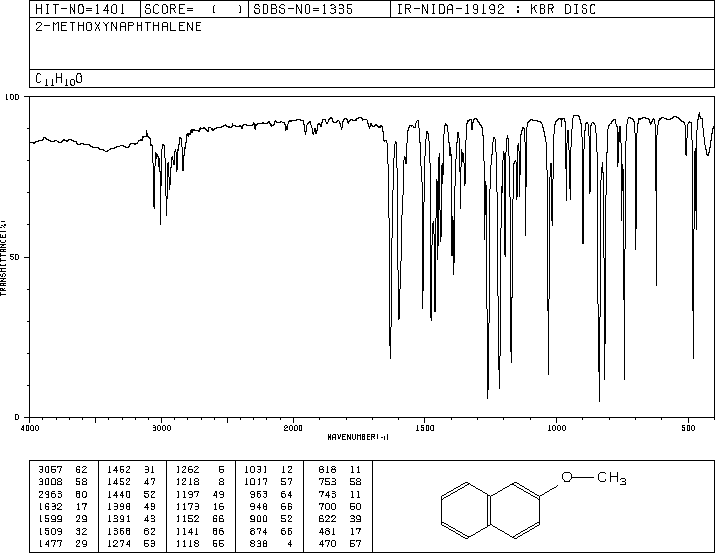 HIT-NO=1401 SCORE= ( ) SDBS-NO=1335 IR-NIDA-19192 : KBR DISC
2-METHOXYNAPHTHALENE
C11H10O
100
50
0
TRANSMITTANCE(%)
4000 3000 2000 1500 1000 500
WAVENUMBER(-1)
3057 62 1462 31 1262 5 1031 12 818 11
3008 58 1452 47 1218 8 1017 57 753 58
2963 60 1440 52 1197 49 963 64 743 11
1632 17 1398 49 1173 16 948 66 700 50
1599 29 1391 43 1152 66 900 52 622 39
1509 32 1368 62 1141 66 874 66 481 17
1477 29 1274 53 1118 55 838 4 470 57
O CH3